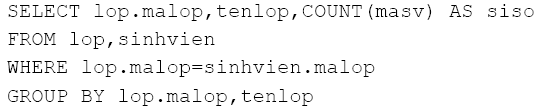 SELECT lop.malop,tenlop,COUNT(masv) AS siso
FROM lop,sinhvien
WHERE lop.malop=sinhvien.malop
GROUP BY lop.malop,tenlop